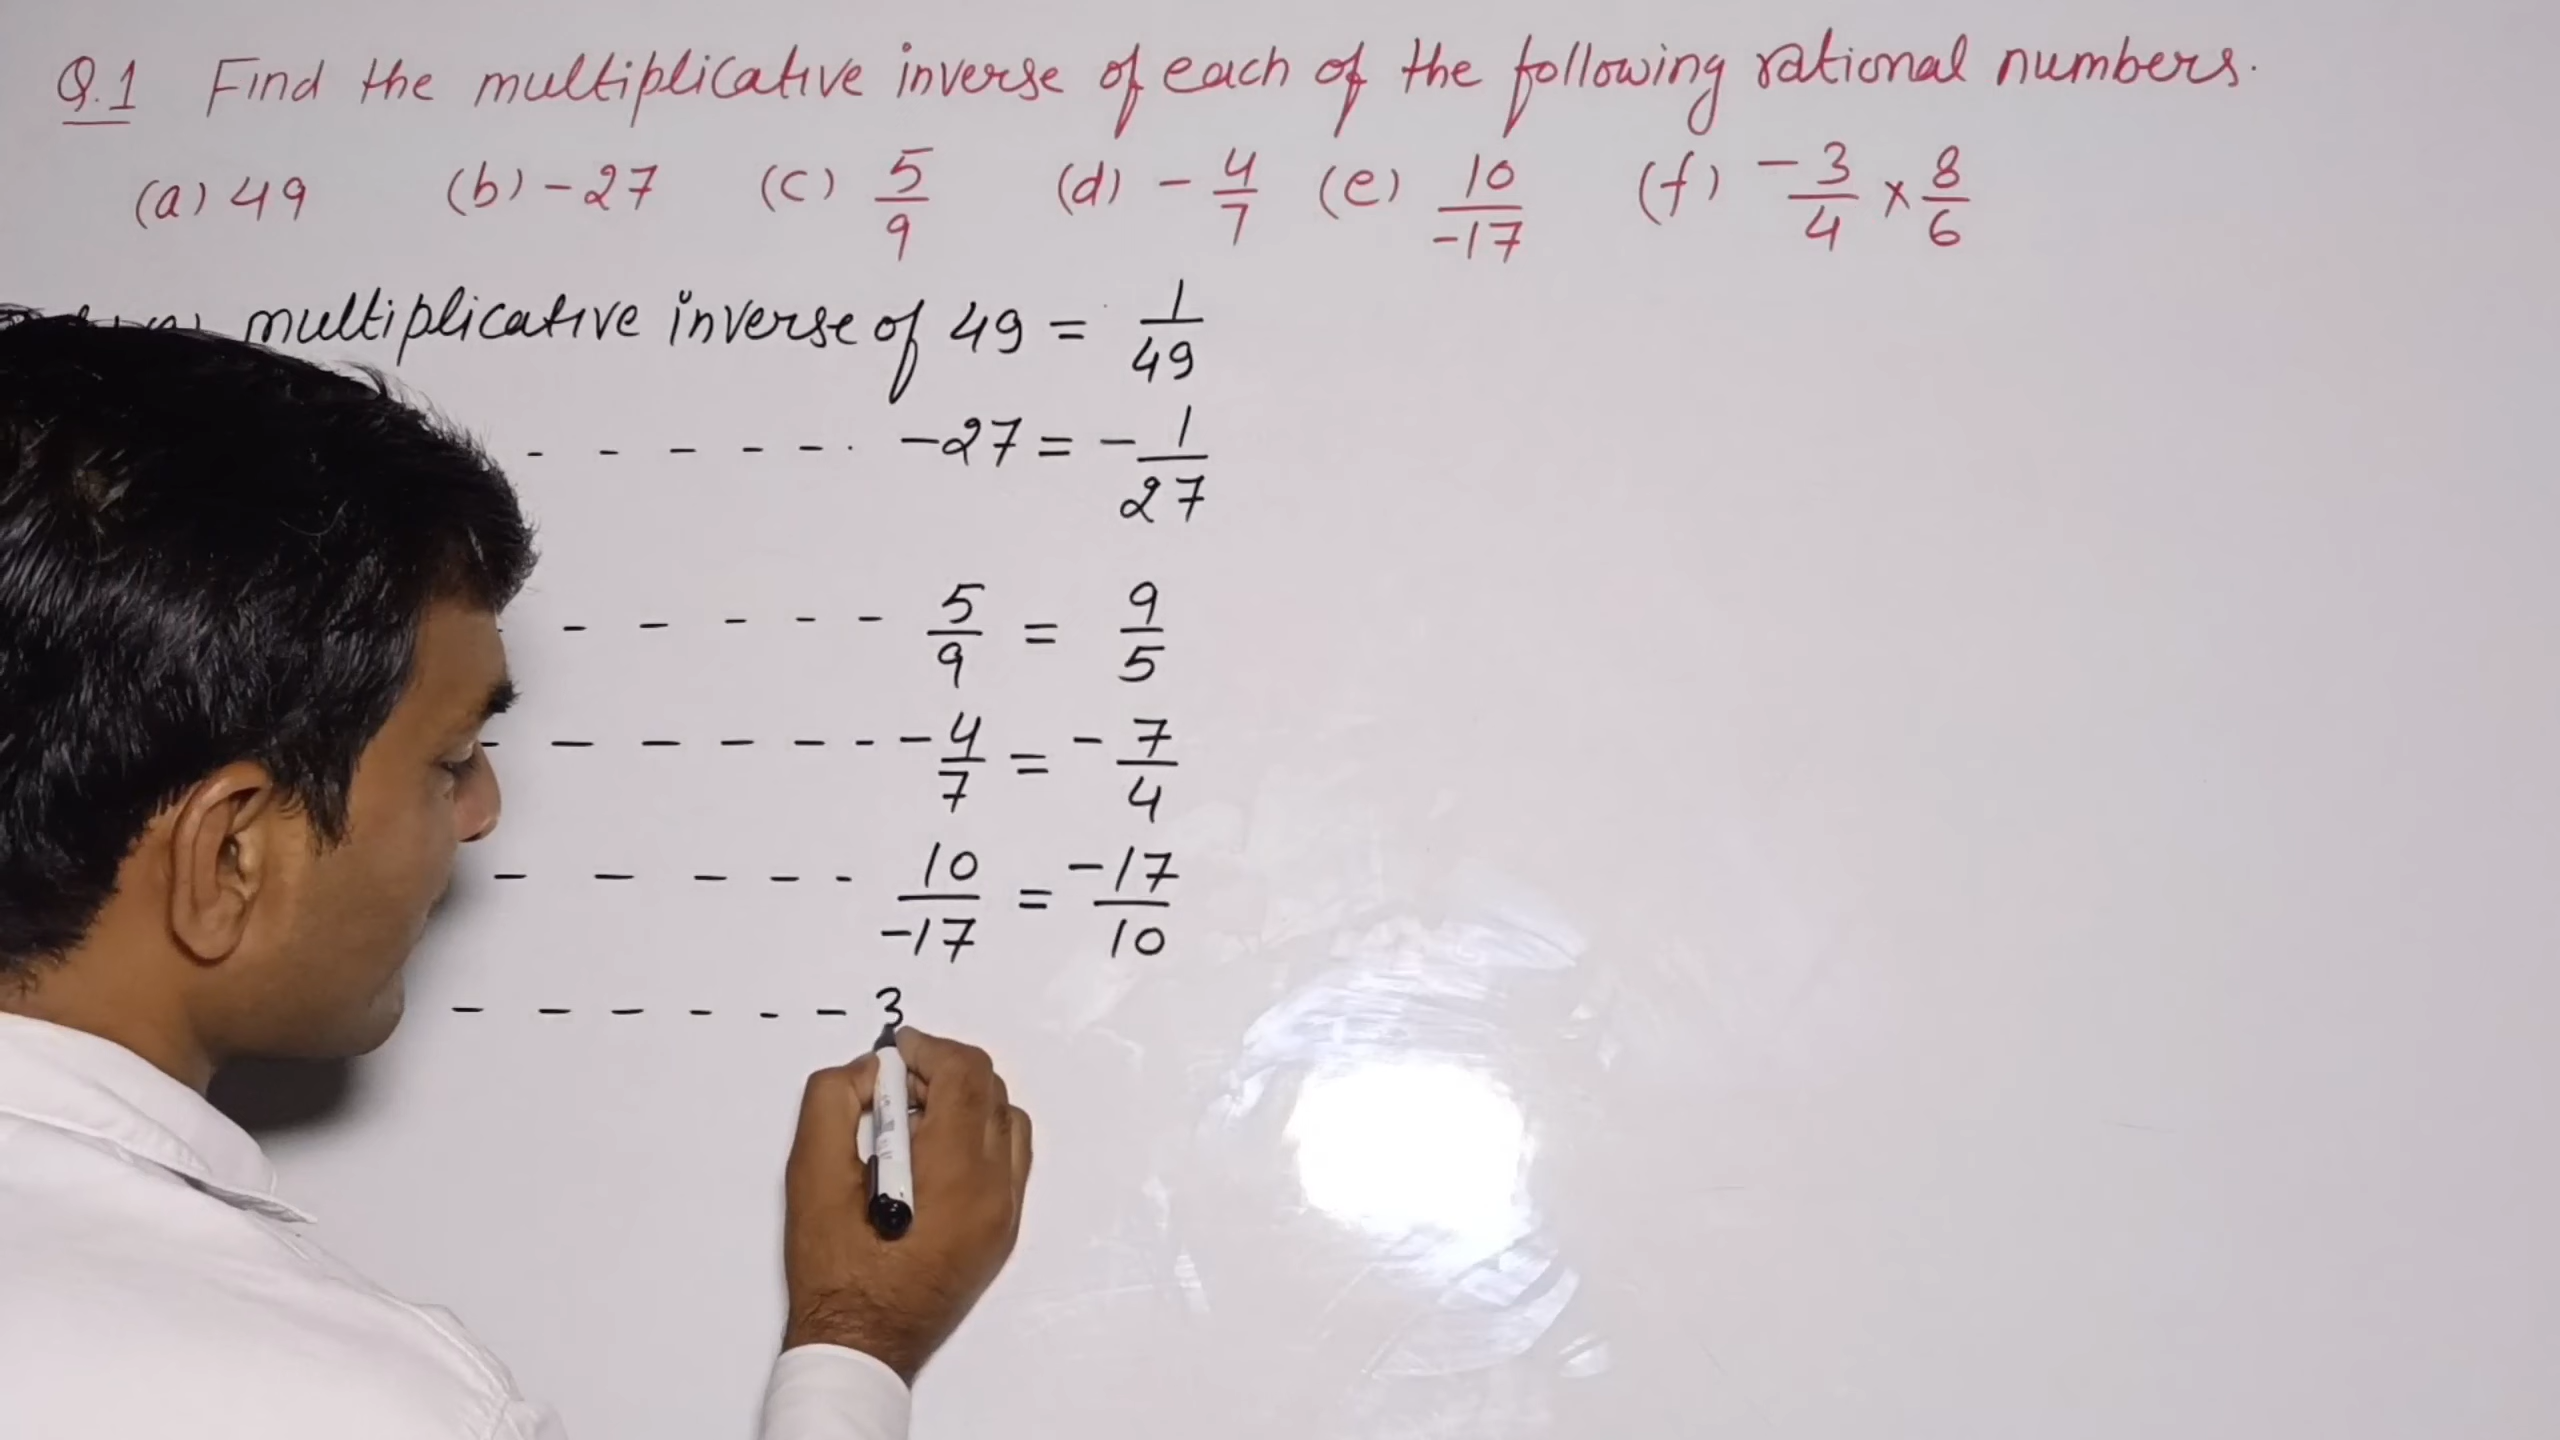 Q.1 Find the multiplicative inverse of each of the following rational numbers.
(a) 49 (b) -27 (c) 5/9 (d) -4/7 (e) 10/-17 (f) -3/4 × 8/6
multiplicative inverse of 49 = 1/49
- - - - - - -27 = -1/27
- - - - - 5/9 = 9/5
- - - - - - -4/7 = -7/4
- - - - - 10/-17 = -17/10
- - - - - - 3